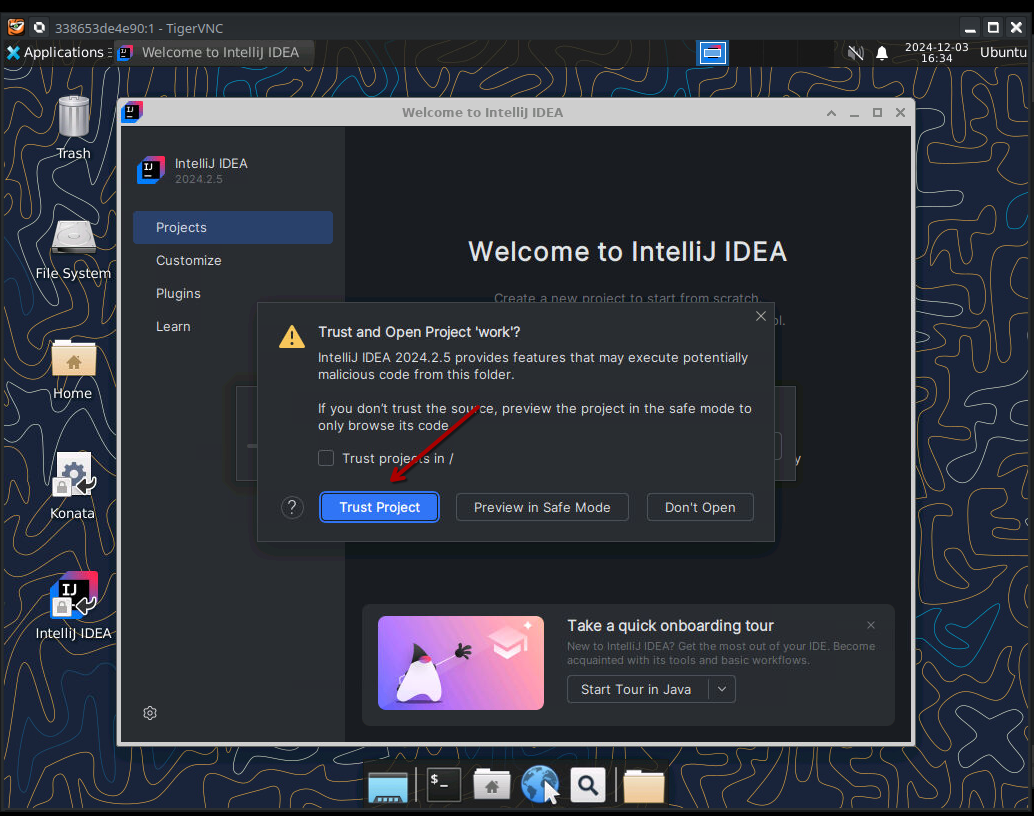 338653de4e90:1 - TigerVNC
Applications
Welcome to IntelliJ IDEA
2024-12-03
16:34
Ubuntu
Trash
File System
Home
Konata
IntelliJ IDEA
Welcome to IntelliJ IDEA
IntelliJ IDEA
2024.2.5
Projects
Customize
Plugins
Learn
Welcome to IntelliJ IDEA
Create a new project to start from scratch.
ol.
Trust and Open Project 'work'?
IntelliJ IDEA 2024.2.5 provides features that may execute potentially
malicious code from this folder.
If you don't trust the source, preview the project in the safe mode to
only browse its code
Trust projects in /
y
? Trust Project Preview in Safe Mode Don't Open
Take a quick onboarding tour
New to IntelliJ IDEA? Get the most out of your IDE. Become
acquainted with its tools and basic workflows.
Start Tour in Java